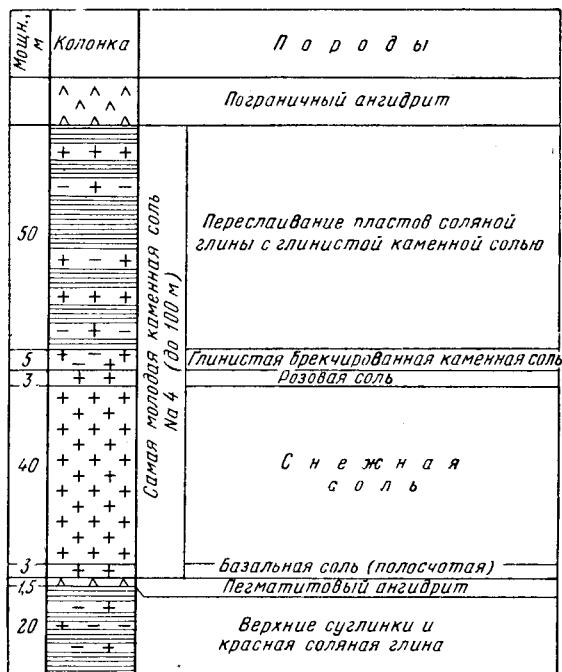 Мощн., м
Колонка
Породы
Пограничный ангидрит
50
Самая молодая каменная соль
Na 4 (до 100 м)
Переслаивание пластов соляной
глины с глинистой каменной солью
5
Глинистая брекчированная каменная соль
3
Розовая соль
40
Снежная
соль
3
Базальная соль (полосчатая)
1,5
Пегматитовый ангидрит
20
Верхние суглинки и
красная соляная глина